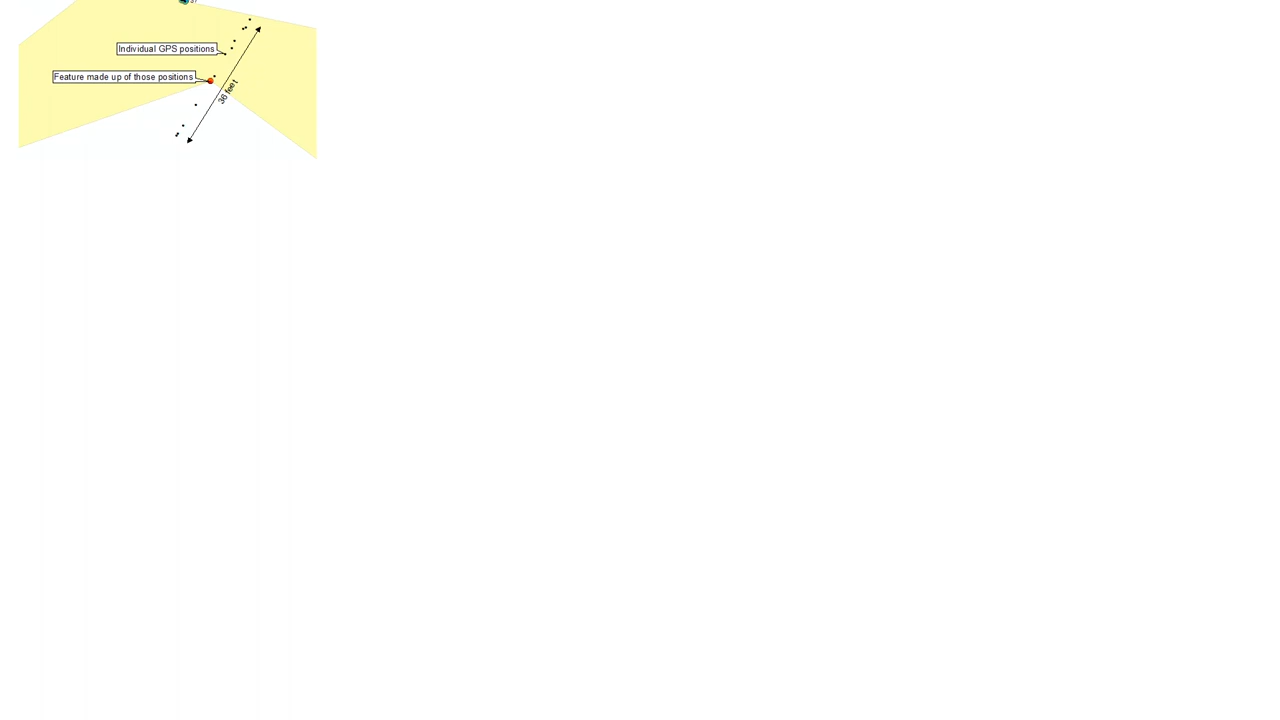 Individual GPS positions
Feature made up of those positions
36 feet